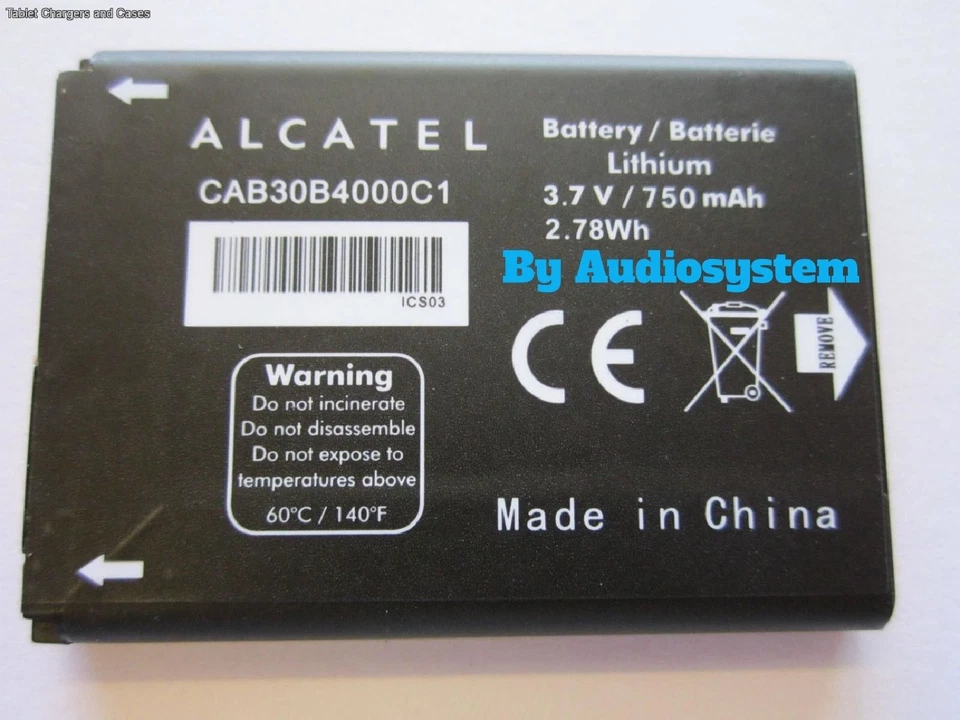 Tablet Chargers and Cases
ALCATEL
CAB30B4000C1
ICS03
Battery / Batterie
Lithium
3.7 V / 750 mAh
2.78Wh
By Audiosystem
CE
REMOVE
Warning
Do not incinerate
Do not disassemble
Do not expose to
temperatures above
60°C / 140°F
Made in China